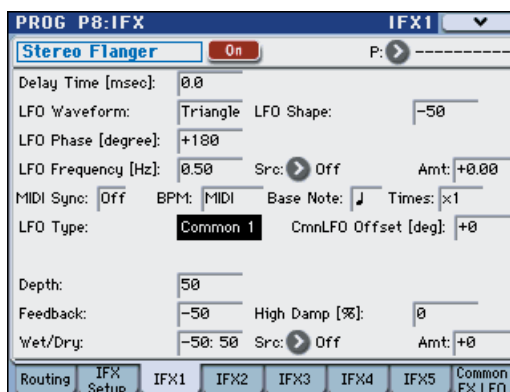 PROG P8:IFX IFX1
Stereo Flanger On P: ----------
Delay Time [msec]: 0.0
LFO Waveform: Triangle LFO Shape: -50
LFO Phase [degree]: +180
LFO Frequency [Hz]: 0.50 Src: Off Amt: +0.00
MIDI Sync: Off BPM: MIDI Base Note: ♩ Times: x1
LFO Type: Common 1 CmnLFO Offset [deg]: +0
Depth: 50
Feedback: -50 High Damp [%]: 0
Wet/Dry: -50: 50 Src: Off Amt: +0
Routing IFX Setup IFX1 IFX2 IFX3 IFX4 IFX5 Common FX LFO